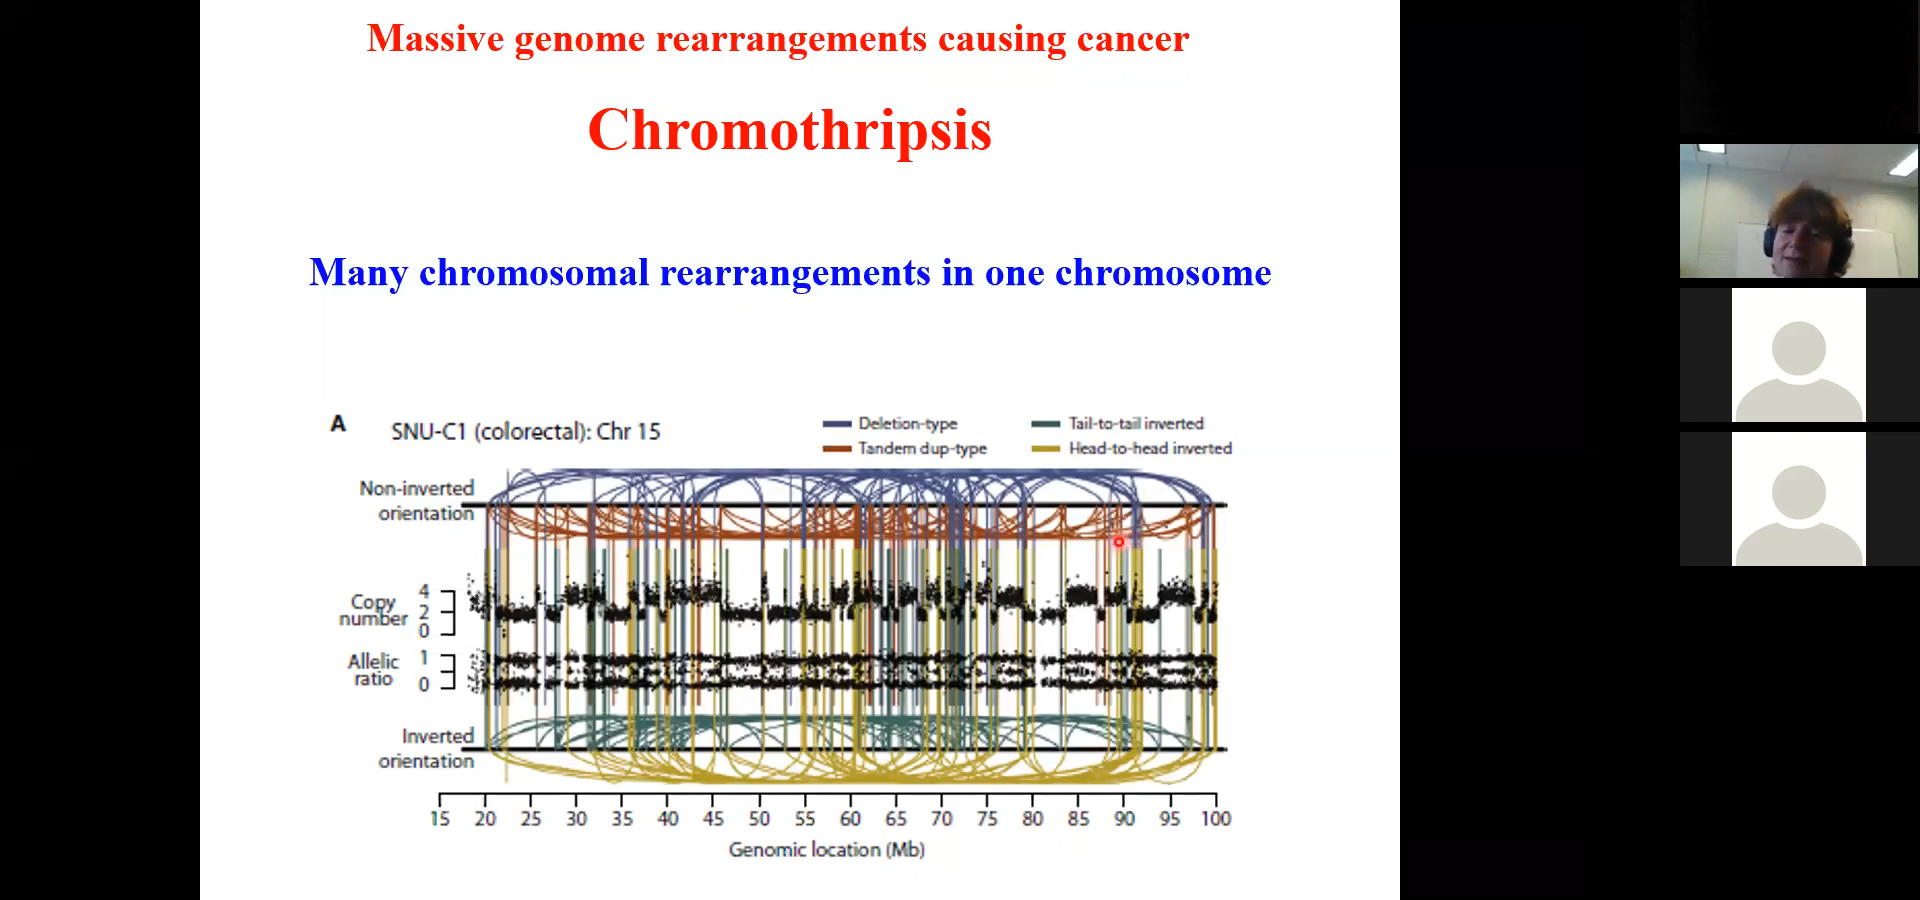 Massive genome rearrangements causing cancer
Chromothripsis
Many chromosomal rearrangements in one chromosome
A
SNU-C1 (colorectal): Chr 15
Deletion-type
Tail-to-tail inverted
Tandem dup-type
Head-to-head inverted
Non-inverted
orientation
Copy
number
4
2
0
Allelic
ratio
1
0
Inverted
orientation
15 20 25 30 35 40 45 50 55 60 65 70 75 80 85 90 95 100
Genomic location (Mb)